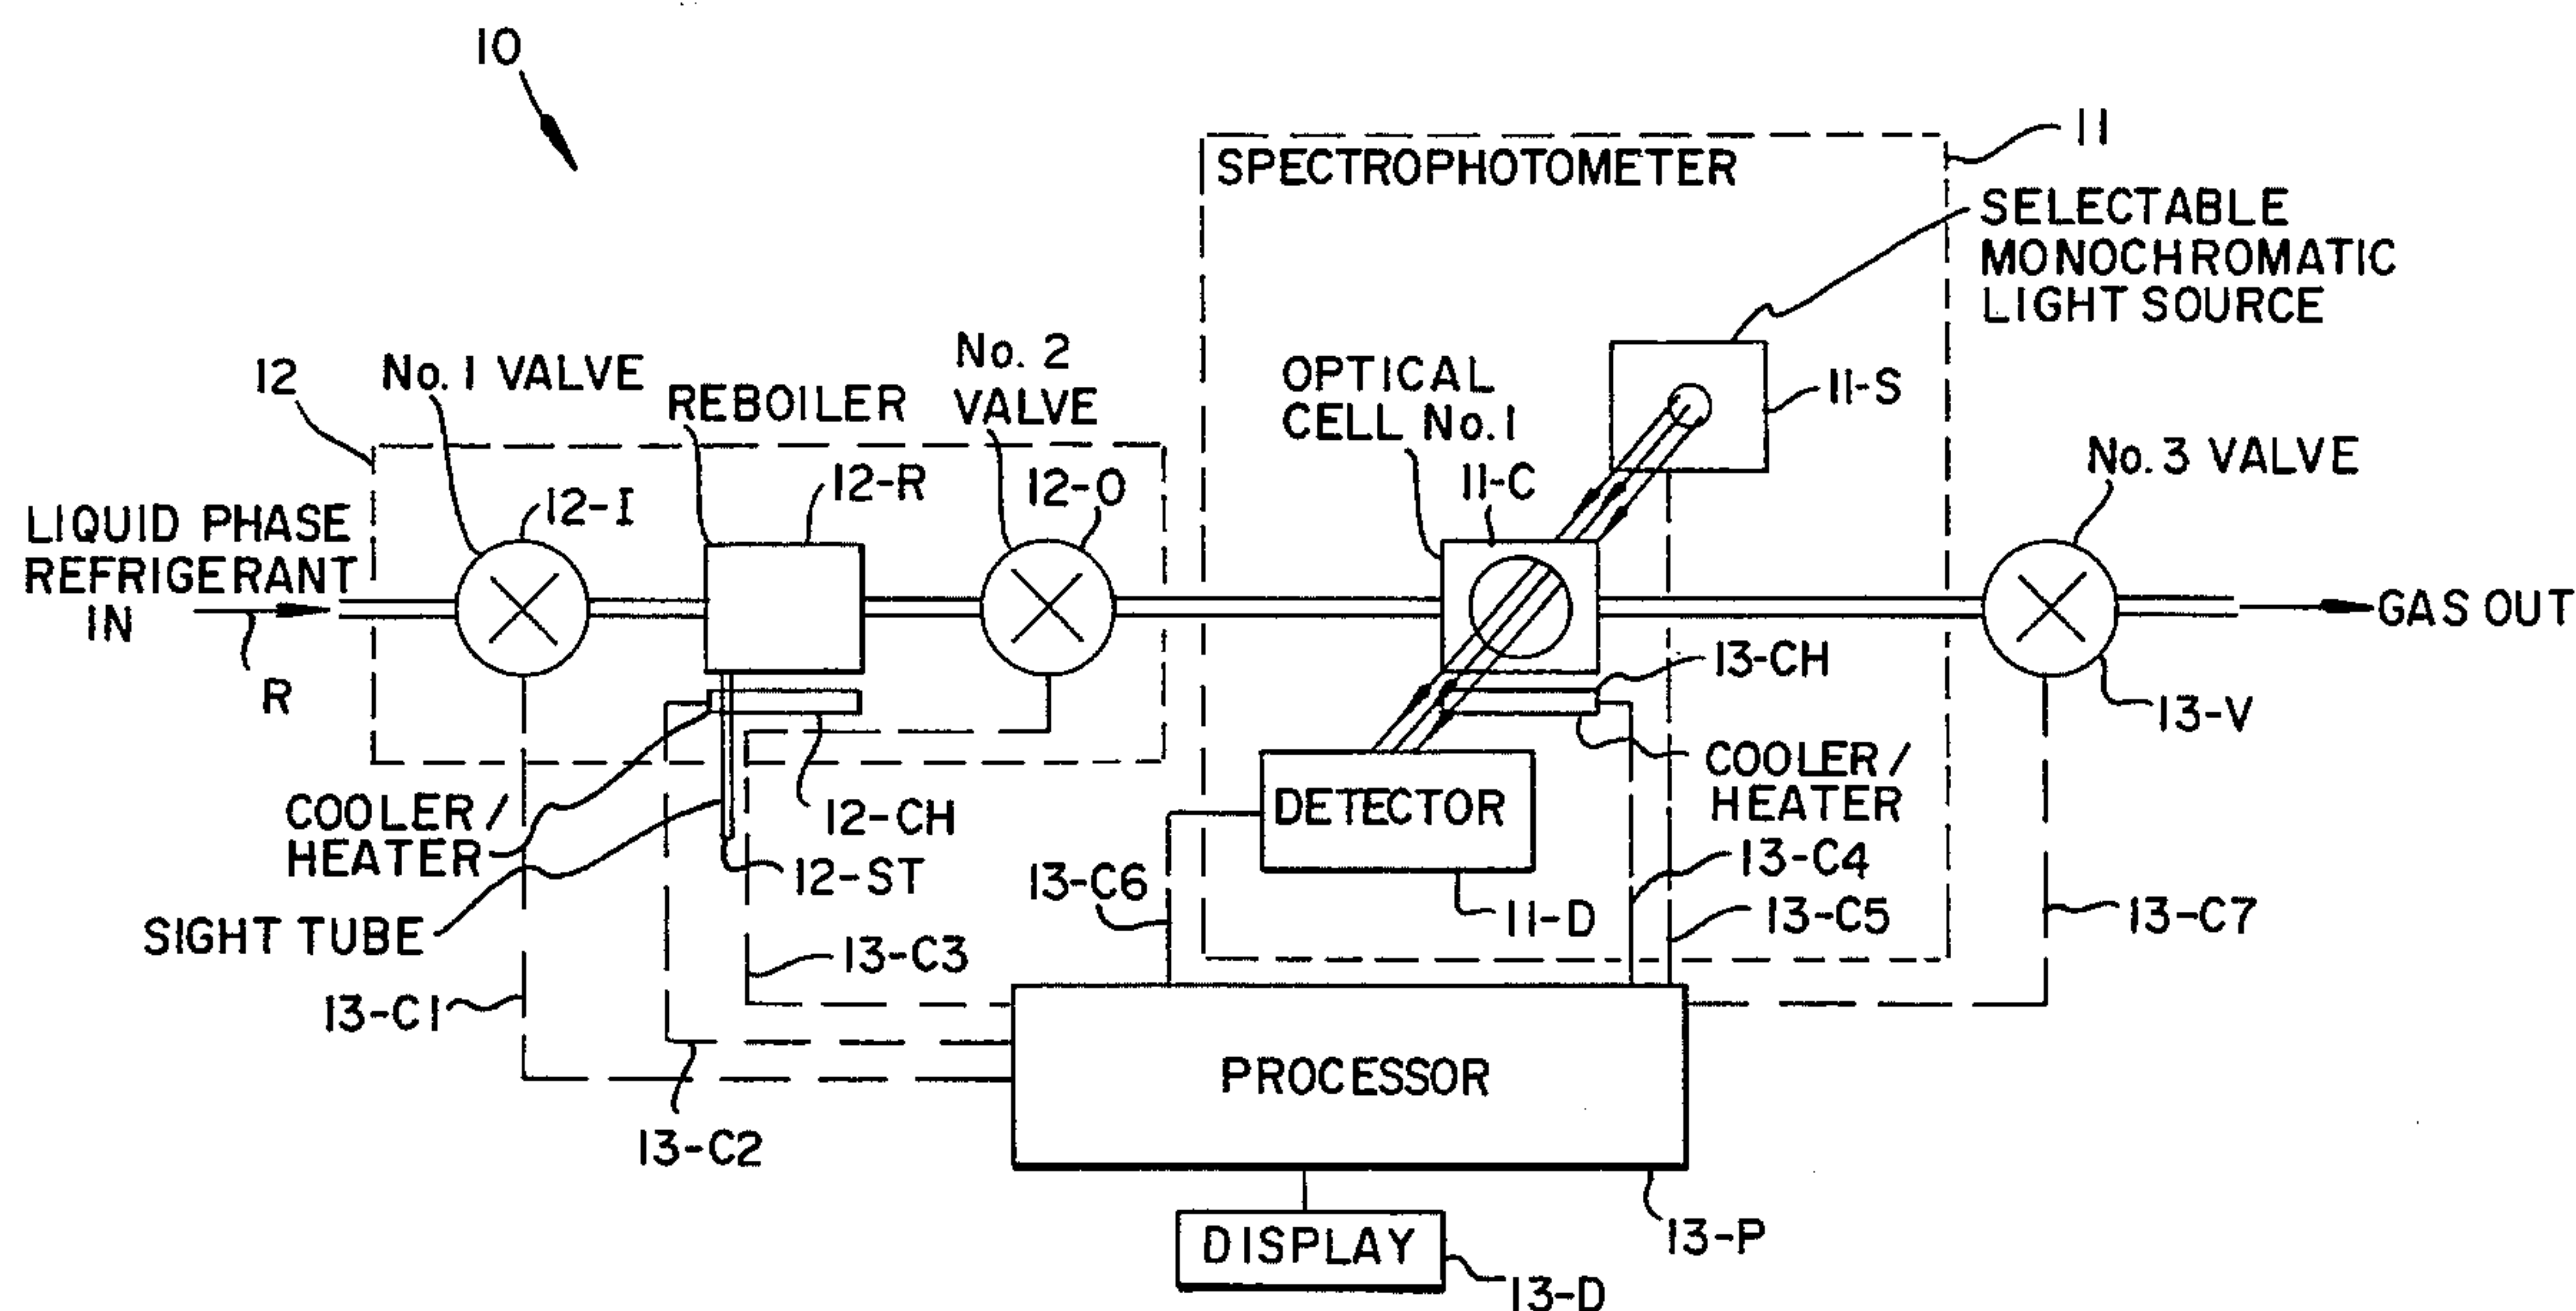 10
11
SPECTROPHOTOMETER
SELECTABLE
MONOCHROMATIC
LIGHT SOURCE
12
No. 1 VALVE
REBOILER
No. 2
VALVE
OPTICAL
CELL No. 1
11-S
No. 3 VALVE
12-I
12-R
12-O
11-C
LIQUID PHASE
REFRIGERANT
IN
R
GAS OUT
13-CH
13-V
COOLER /
HEATER
12-CH
12-ST
SIGHT TUBE
DETECTOR
COOLER /
HEATER
11-D
13-C6
13-C4
13-C5
13-C7
13-C3
13-C1
13-C2
PROCESSOR
13-P
DISPLAY
13-D